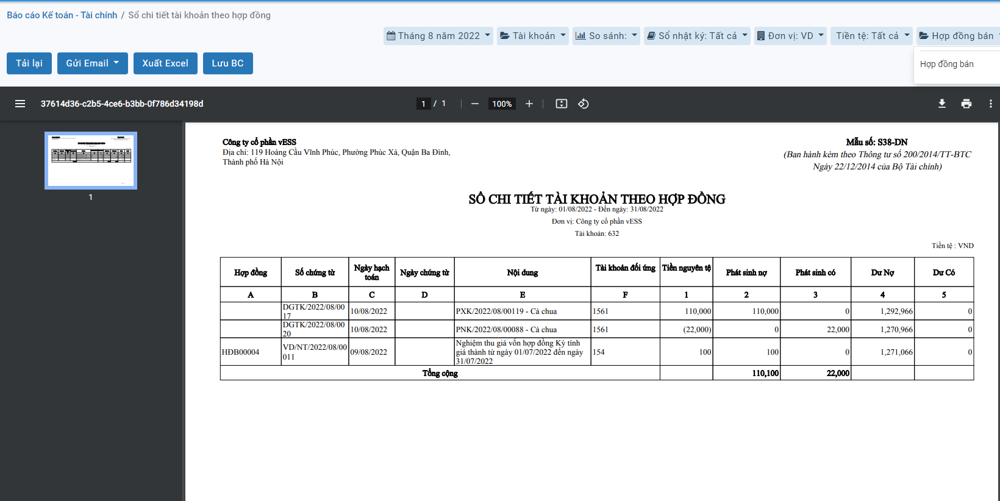 Báo cáo Kế toán - Tài chính / Sổ chi tiết tài khoản theo hợp đồng
Tháng 8 năm 2022 Tài khoản So sánh: Sổ nhật ký: Tất cả Đơn vị: VD Tiền tệ: Tất cả Hợp đồng bán
Tải lại Gửi Email Xuất Excel Lưu BC
Hợp đồng bán
37614d36-c2b5-4ce6-b3bb-0f786d34198d 1 / 1 100%
1
Công ty cổ phần vESS
Địa chỉ: 119 Hoàng Cầu Vĩnh Phúc, Phường Phúc Xá, Quận Ba Đình,
Thành phố Hà Nội
Mẫu số: S38-DN
(Ban hành kèm theo Thông tư số 200/2014/TT-BTC
Ngày 22/12/2014 của Bộ Tài chính)
SỔ CHI TIẾT TÀI KHOẢN THEO HỢP ĐỒNG
Từ ngày: 01/08/2022 - Đến ngày: 31/08/2022
Đơn vị: Công ty cổ phần vESS
Tài khoản: 632
Tiền tệ : VND
Hợp đồng Số chứng từ Ngày hạch toán Ngày chứng từ Nội dung Tài khoản đối ứng Tiền nguyên tệ Phát sinh nợ Phát sinh có Dư Nợ Dư Có
A B C D E F 1 2 3 4 5
DGTK/2022/08/00
17 10/08/2022 PXK/2022/08/00119 - Cà chua 1561 110,000 110,000 0 1,292,966 0
DGTK/2022/08/00
20 10/08/2022 PNK/2022/08/00088 - Cà chua 1561 (22,000) 0 22,000 1,270,966 0
HĐB00004 VD/NT/2022/08/00
011 09/08/2022 Nghiệm thu giá vốn hợp đồng Kỳ tính
giá thành từ ngày 01/07/2022 đến ngày
31/07/2022 154 100 100 0 1,271,066 0
Tổng cộng 110,100 22,000